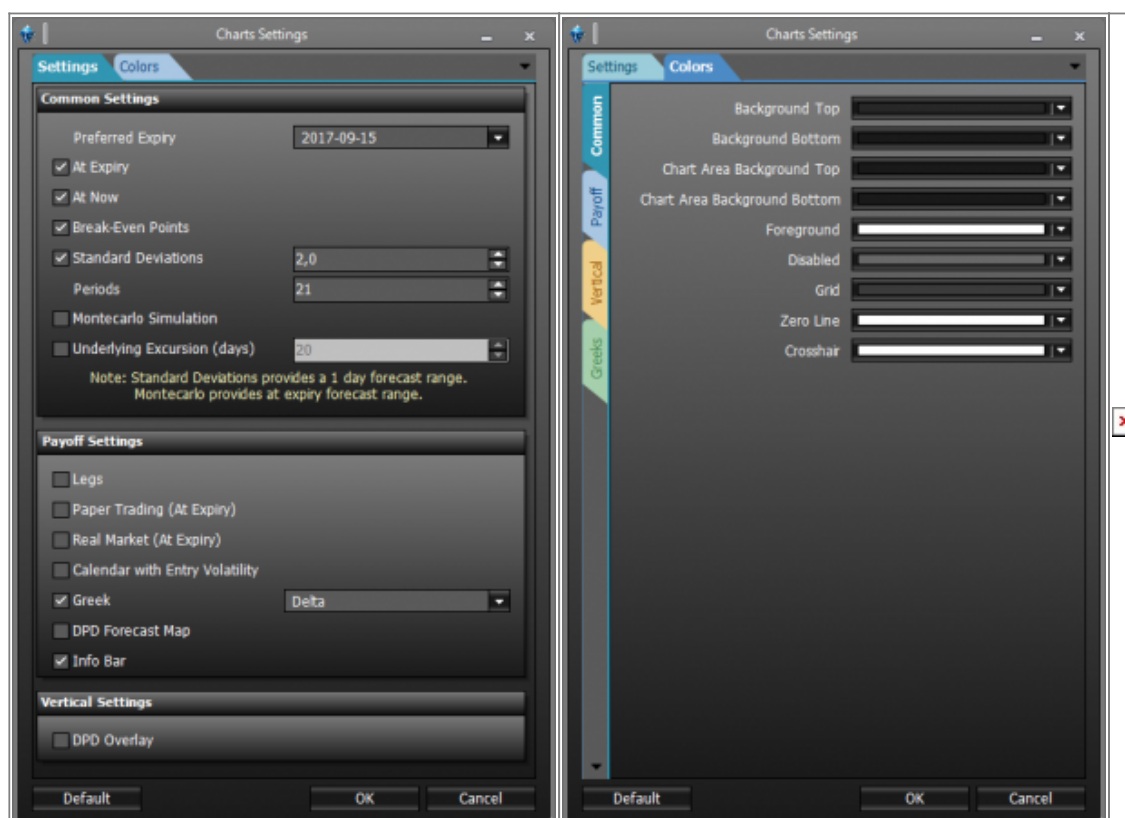 Charts Settings
Settings Colors
Common Settings
Preferred Expiry 2017-09-15
At Expiry
At Now
Break-Even Points
Standard Deviations 2,0
Periods 21
Montecarlo Simulation
Underlying Excursion (days) 20
Note: Standard Deviations provides a 1 day forecast range.
Montecarlo provides at expiry forecast range.
Payoff Settings
Legs
Paper Trading (At Expiry)
Real Market (At Expiry)
Calendar with Entry Volatility
Greek Delta
DPD Forecast Map
Info Bar
Vertical Settings
DPD Overlay
Default OK Cancel
Charts Settings
Settings Colors
Common
Payoff
Vertical
Greeks
Background Top
Background Bottom
Chart Area Background Top
Chart Area Background Bottom
Foreground
Disabled
Grid
Zero Line
Crosshair
Default OK Cancel